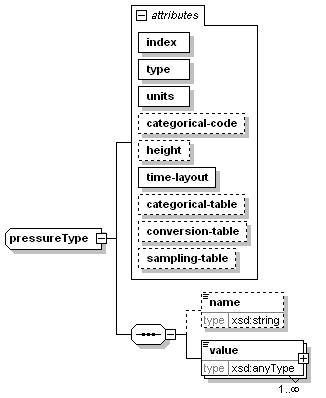 attributes
index
type
units
categorical-code
height
time-layout
categorical-table
conversion-table
sampling-table
pressureType
name
type xsd:string
value
type xsd:anyType
1..∞